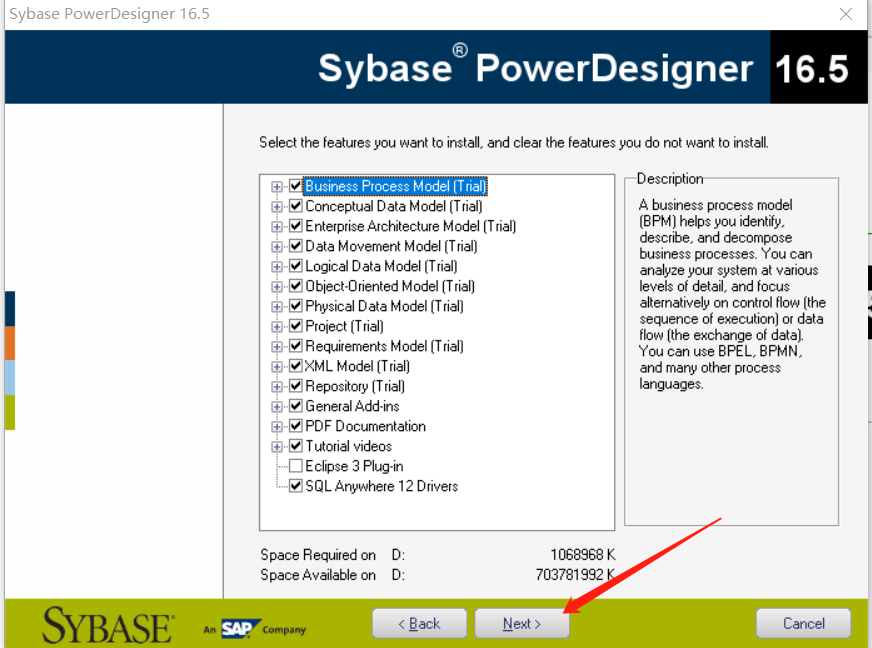 Sybase PowerDesigner 16.5
Sybase® PowerDesigner 16.5
Select the features you want to install, and clear the features you do not want to install.
Business Process Model (Trial)
Conceptual Data Model (Trial)
Enterprise Architecture Model (Trial)
Data Movement Model (Trial)
Logical Data Model (Trial)
Object-Oriented Model (Trial)
Physical Data Model (Trial)
Project (Trial)
Requirements Model (Trial)
XML Model (Trial)
Repository (Trial)
General Add-ins
PDF Documentation
Tutorial videos
Eclipse 3 Plug-in
SQL Anywhere 12 Drivers
Description
A business process model
(BPM) helps you identify,
describe, and decompose
business processes. You can
analyze your system at various
levels of detail, and focus
alternatively on control flow (the
sequence of execution) or data
flow (the exchange of data).
You can use BPEL, BPMN,
and many other process
languages.
Space Required on D: 1068968 K
Space Available on D: 703781992 K
SYBASE An SAP Company
< Back
Next >
Cancel